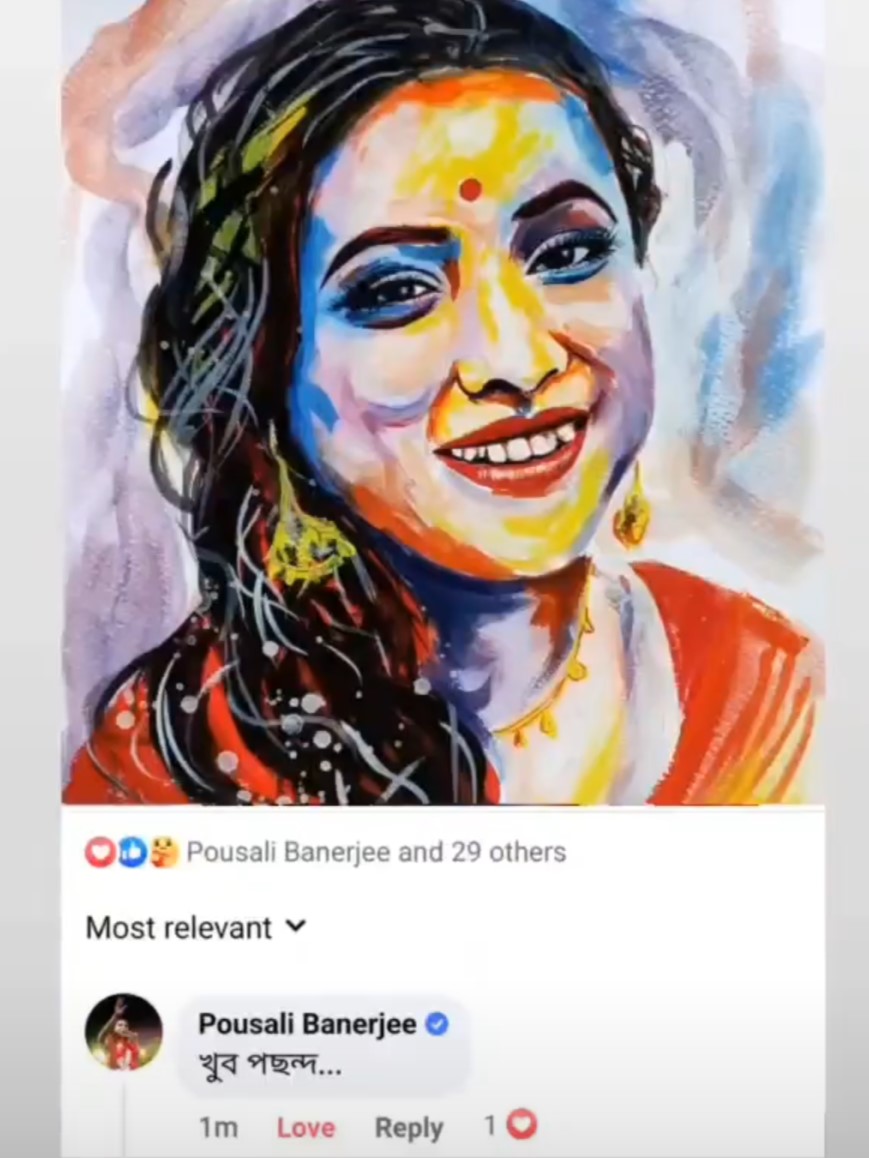 Pousali Banerjee and 29 others
Most relevant
Pousali Banerjee
খুব পছন্দ...
1m Love Reply 1